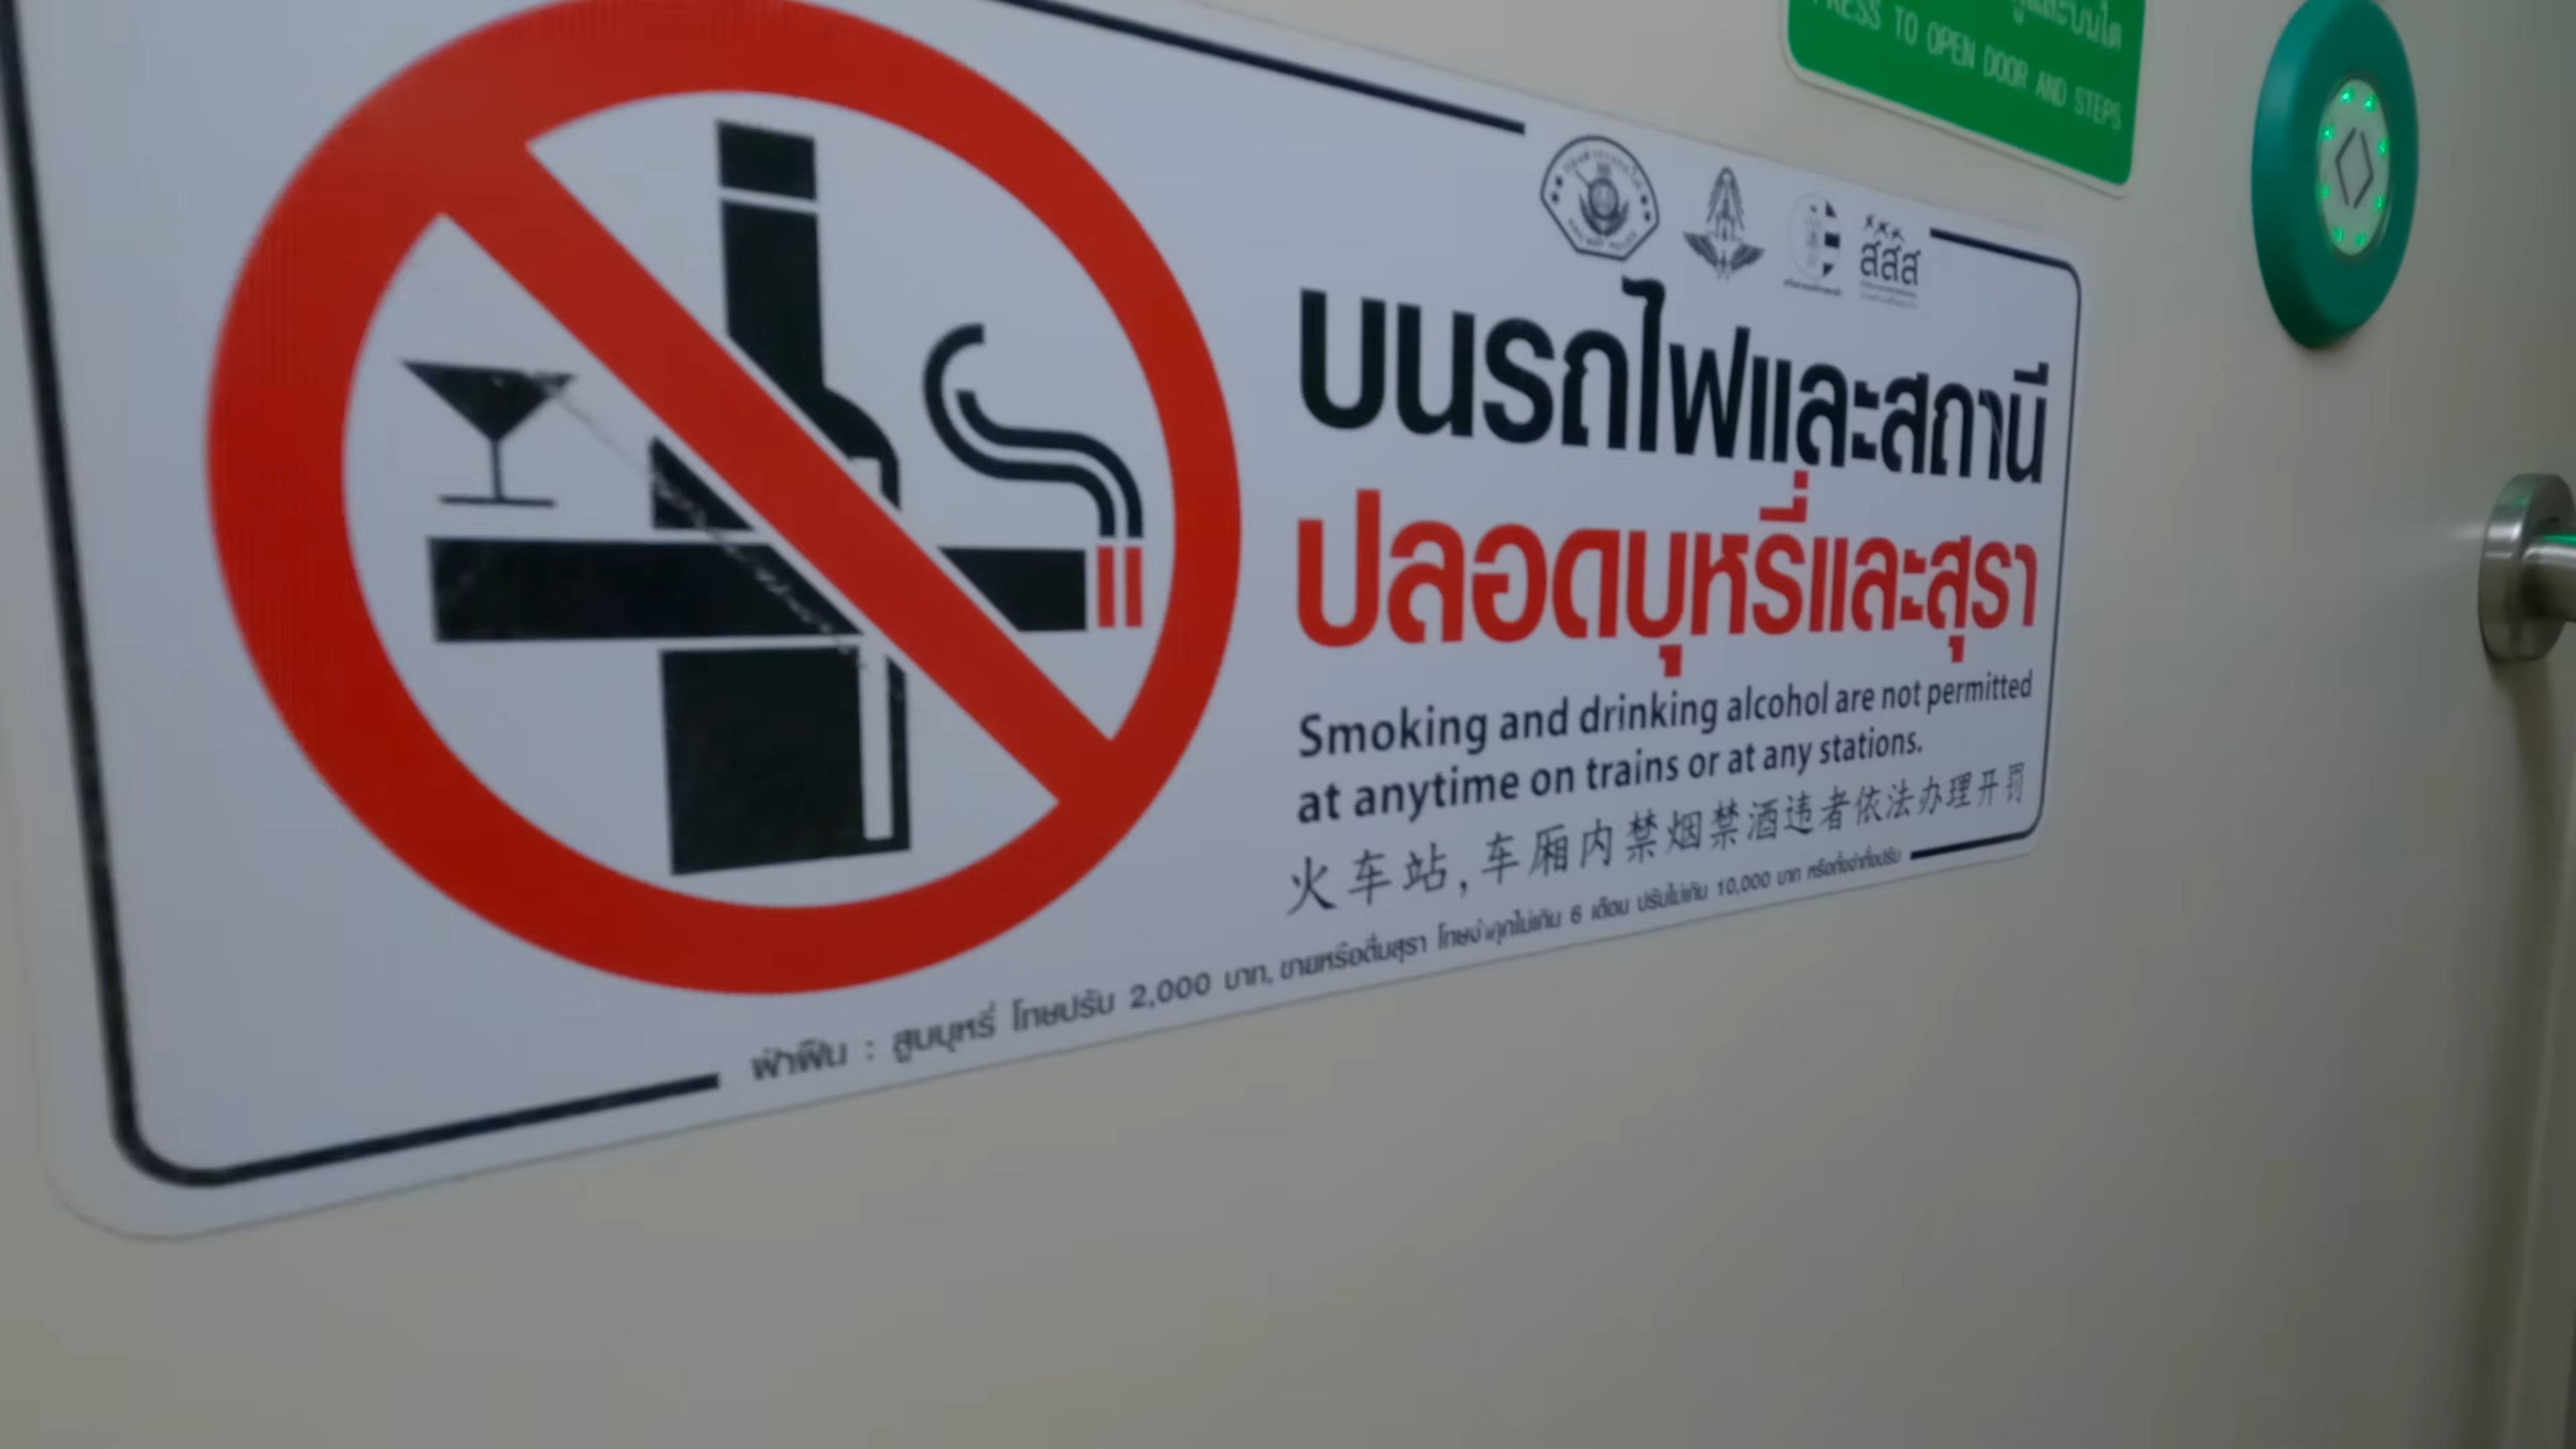 PRESS TO OPEN DOOR AND STEPS
สสส
บนรถไฟและสถานี
ปลอดบุหรี่และสุรา
Smoking and drinking alcohol are not permitted
at anytime on trains or at any stations.
火车站,车厢内禁烟禁酒违者依法办理开罚
ฝ่าฝืน : สูบบุหรี่ โทษปรับ 2,000 บาท, ขายหรือดื่มสุรา โทษจำคุกไม่เกิน 6 เดือน ปรับไม่เกิน 10,000 บาท หรือทั้งจำทั้งปรับ